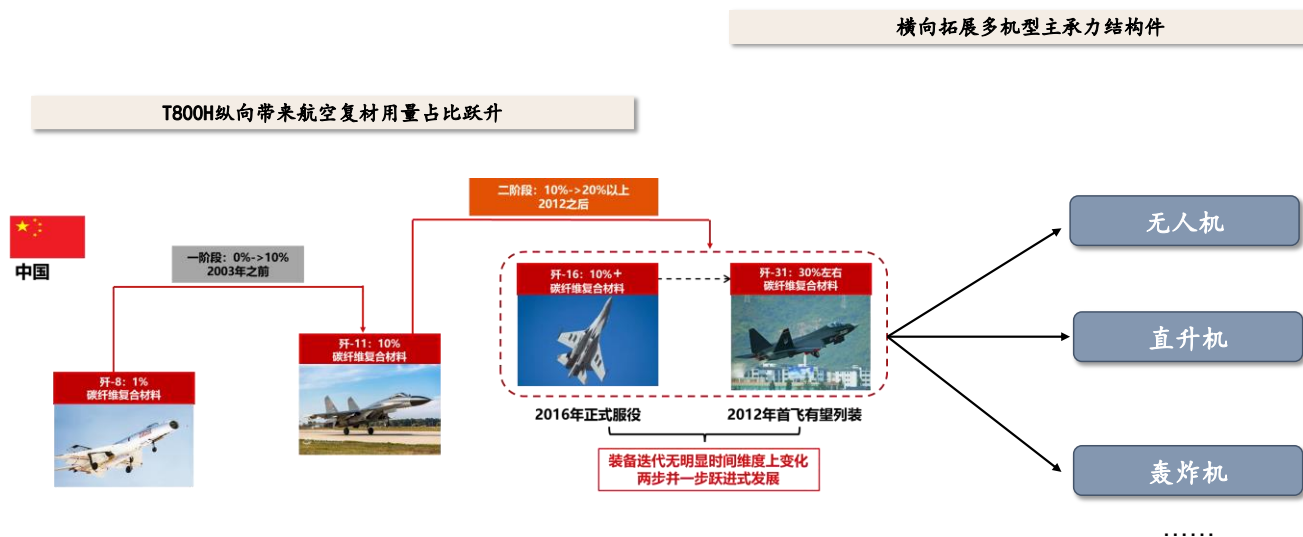 横向拓展多机型主承力结构件
T800H纵向带来航空复材用量占比跃升
二阶段：10%->20%以上
2012之后
中国
一阶段：0%->10%
2003年之前
歼-8：1%
碳纤维复合材料
歼-11：10%
碳纤维复合材料
歼-16：10%+
碳纤维复合材料
歼-31：30%左右
碳纤维复合材料
2016年正式服役
2012年首飞有望列装
装备迭代无明显时间维度上变化
两步并一步跃进式发展
无人机
直升机
轰炸机
......